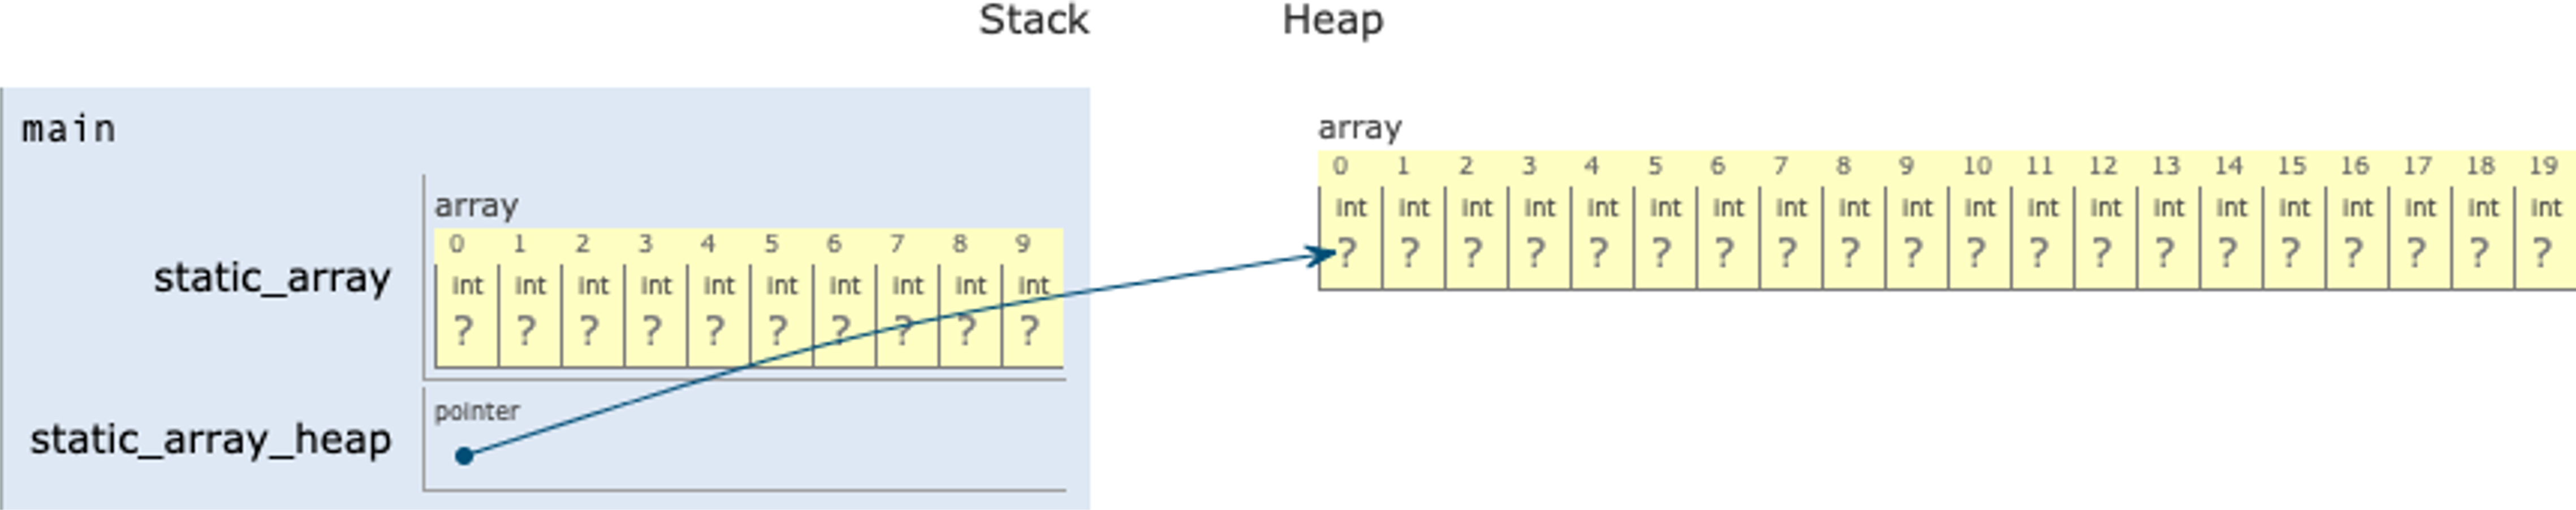 Stack Heap
main
array
0 1 2 3 4 5 6 7 8 9 10 11 12 13 14 15 16 17 18 19
int int int int int int int int int int int int int int int int int int int int
? ? ? ? ? ? ? ? ? ? ? ? ? ? ? ? ? ? ? ?
static_array
array
0 1 2 3 4 5 6 7 8 9
int int int int int int int int int int
? ? ? ? ? ? ? ? ? ?
static_array_heap
pointer